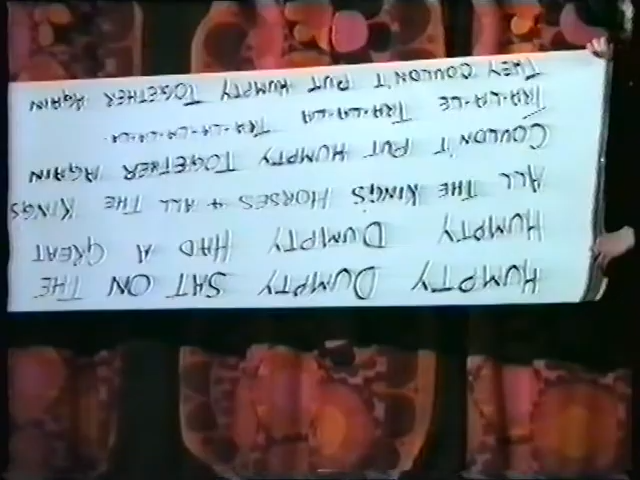 HUMPTY DUMPTY SAT ON THE
HUMPTY DUMPTY HAD A GREAT
ALL THE KING'S HORSES + ALL THE KINGS
COULDN'T PUT HUMPTY TOGETHER AGAIN
TRA-LA-LE TRA-LA-LA TRA-LA-LA-LA-LA-
THEY COULDN'T PUT HUMPTY TOGETHER AGAIN